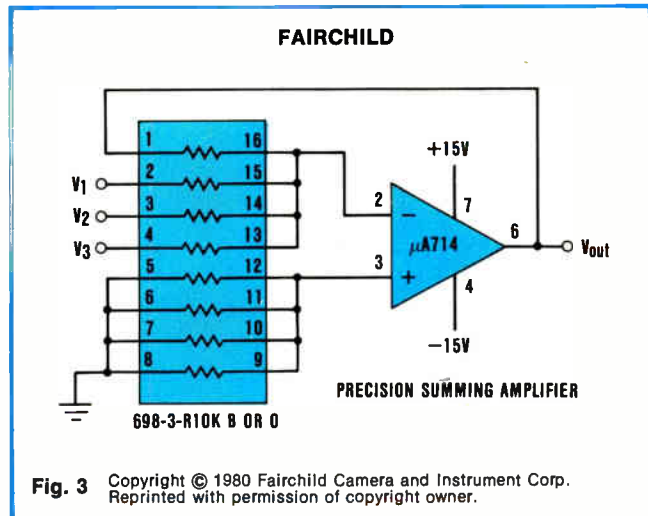 FAIRCHILD
1 16
V1 2 15
V2 3 14
V3 4 13
5 12
6 11
7 10
8 9
698-3-R10K B OR O
+15V
2 − 7
µA714 6 Vout
3 + 4
−15V
PRECISION SUMMING AMPLIFIER
Fig. 3 Copyright © 1980 Fairchild Camera and Instrument Corp.
Reprinted with permission of copyright owner.